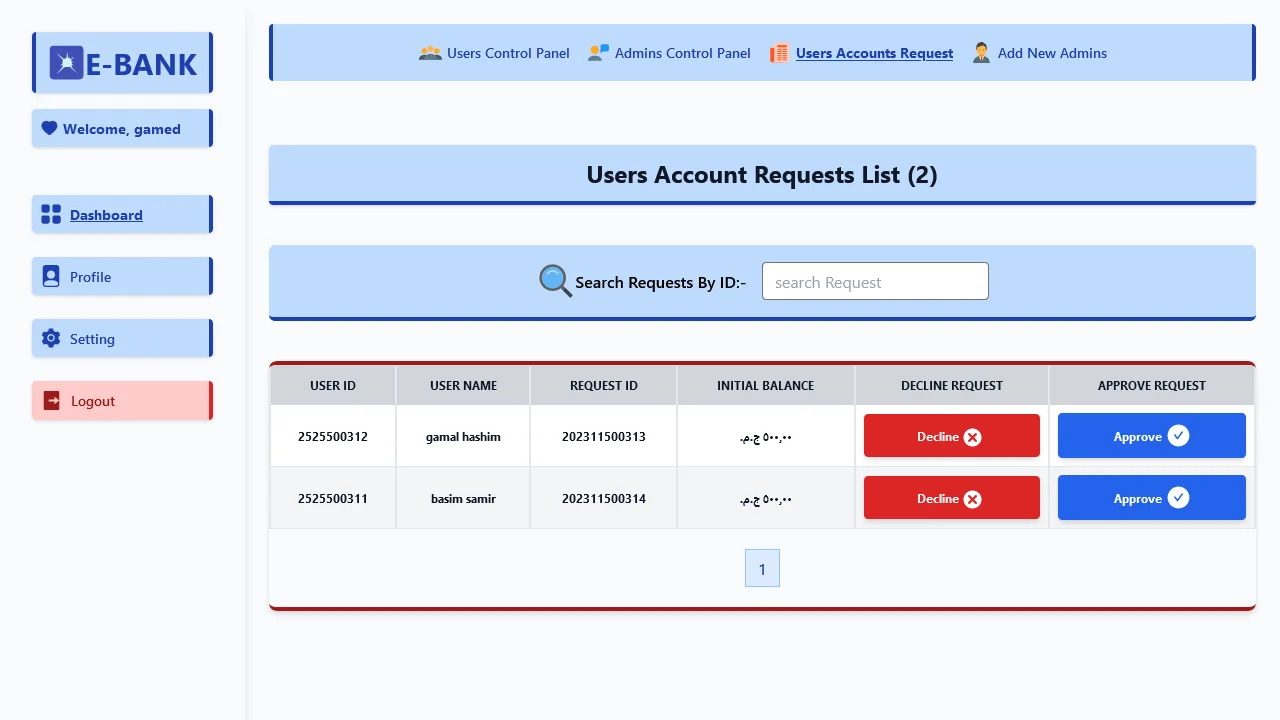 E-BANK
Welcome, gamed
Dashboard
Profile
Setting
Logout
Users Control Panel
Admins Control Panel
Users Accounts Request
Add New Admins
Users Account Requests List (2)
Search Requests By ID:-
search Request
USER ID USER NAME REQUEST ID INITIAL BALANCE DECLINE REQUEST APPROVE REQUEST
2525500312 gamal hashim 202311500313 ٥٠٠٫٠٠ ج.م.‏ Decline Approve
2525500311 basim samir 202311500314 ٥٠٠٫٠٠ ج.م.‏ Decline Approve
1